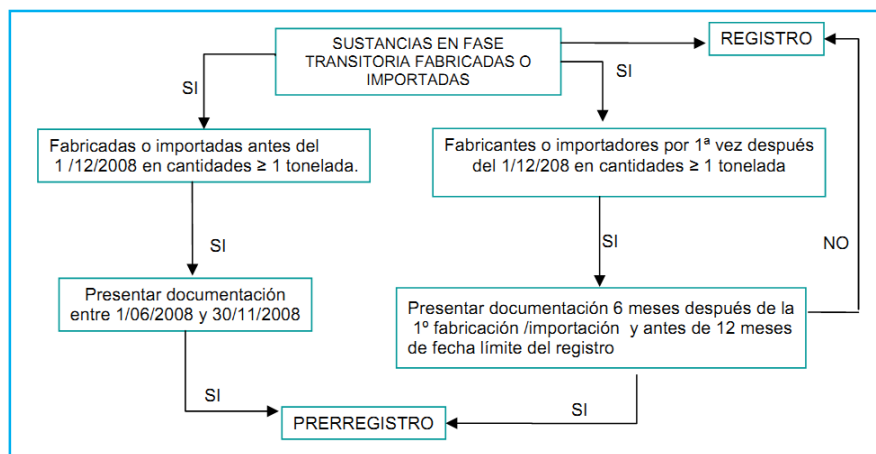 SUSTANCIAS EN FASE
TRANSITORIA FABRICADAS O
IMPORTADAS
REGISTRO
SI
SI
Fabricadas o importadas antes del
1 /12/2008 en cantidades ≥ 1 tonelada.
Fabricantes o importadores por 1ª vez después
del 1/12/208 en cantidades ≥ 1 tonelada
SI
SI
NO
Presentar documentación
entre 1/06/2008 y 30/11/2008
Presentar documentación 6 meses después de la
1º fabricación /importación y antes de 12 meses
de fecha límite del registro
SI
SI
PRERREGISTRO